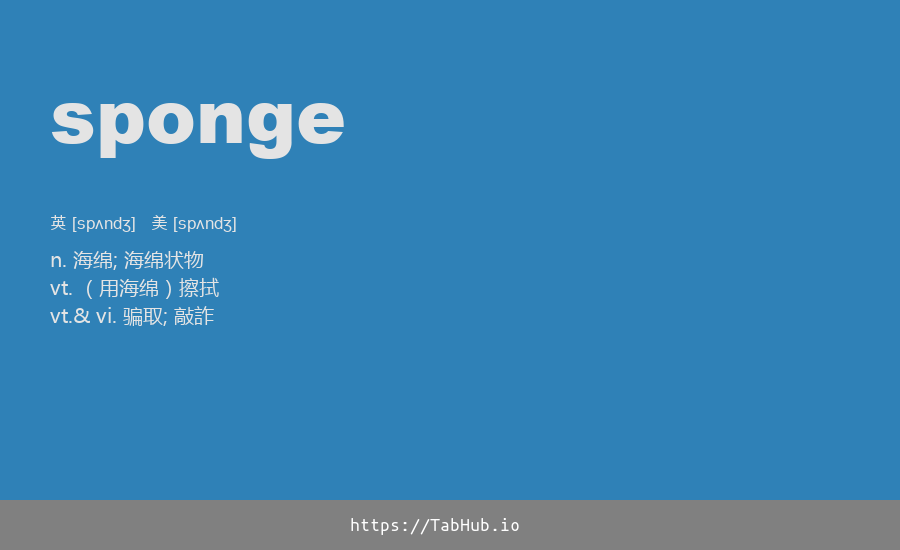 sponge
英 [spʌndʒ] 美 [spʌndʒ]
n. 海绵; 海绵状物
vt. （用海绵）擦拭
vt.& vi. 骗取; 敲詐
https://TabHub.io